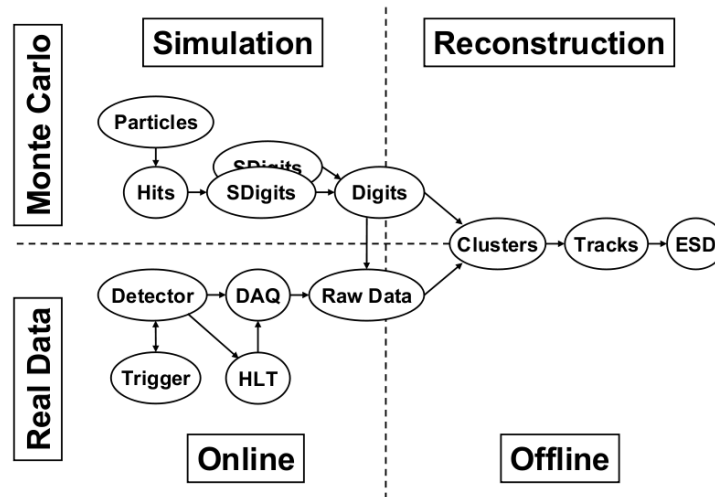 Simulation
Reconstruction
Monte Carlo
Particles
SDigits
Hits
SDigits
Digits
Clusters
Tracks
ESD
Real Data
Detector
DAQ
Raw Data
Trigger
HLT
Online
Offline